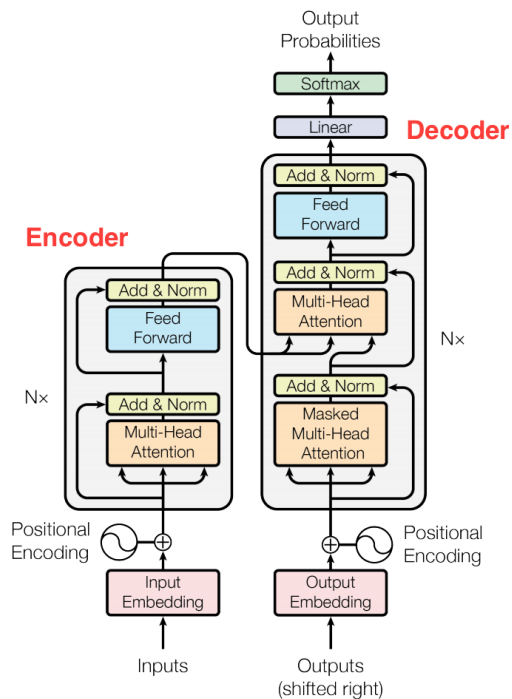 Output
Probabilities
Softmax
Linear
Decoder
Add & Norm
Feed
Forward
Add & Norm
Multi-Head
Attention
Nx
Add & Norm
Masked
Multi-Head
Attention
Positional
Encoding
Output
Embedding
Outputs
(shifted right)
Encoder
Add & Norm
Feed
Forward
Nx
Add & Norm
Multi-Head
Attention
Positional
Encoding
Input
Embedding
Inputs